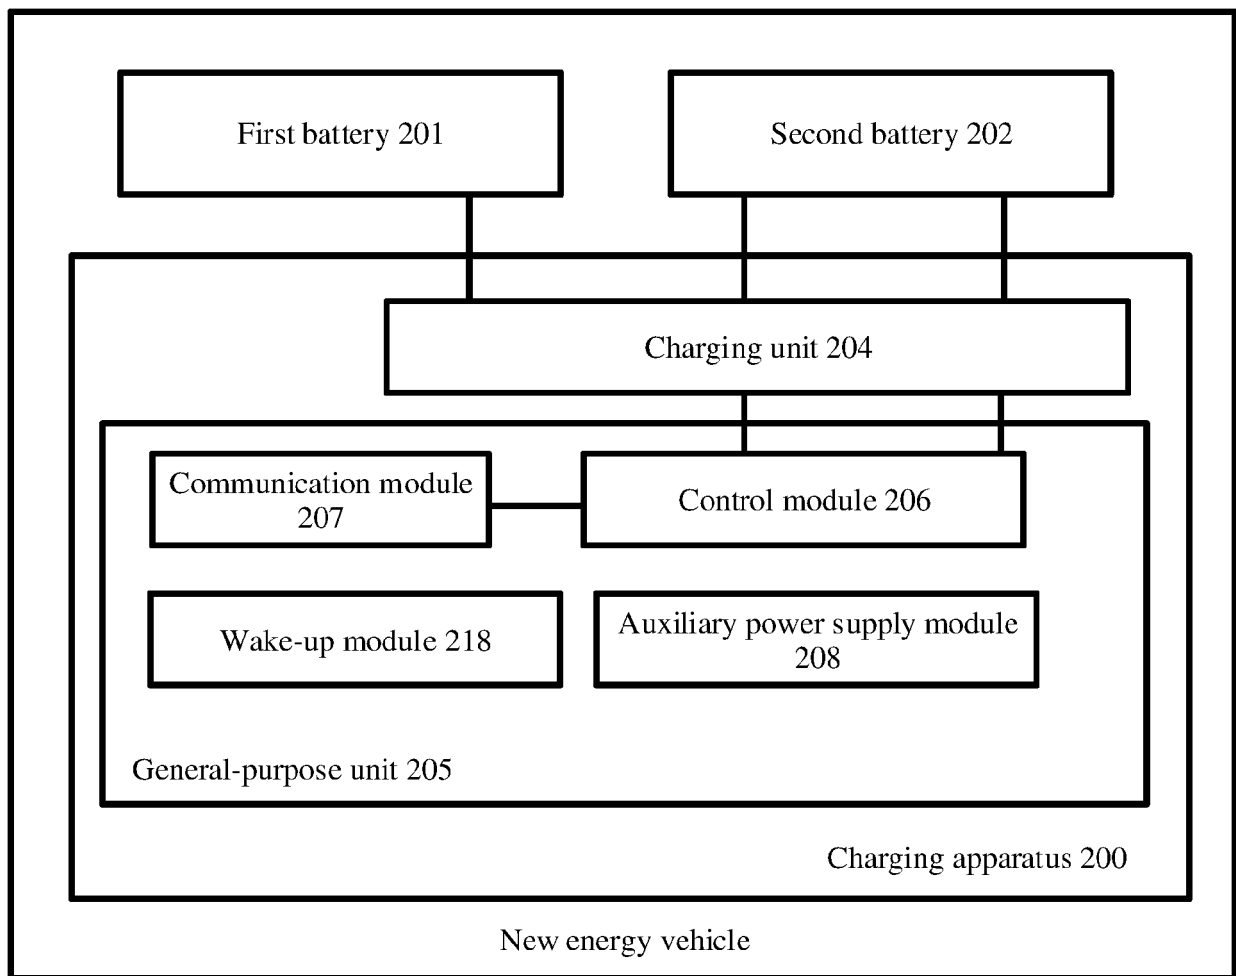 First battery 201
Second battery 202
Charging unit 204
Communication module
207
Control module 206
Wake-up module 218
Auxiliary power supply module
208
General-purpose unit 205
Charging apparatus 200
New energy vehicle